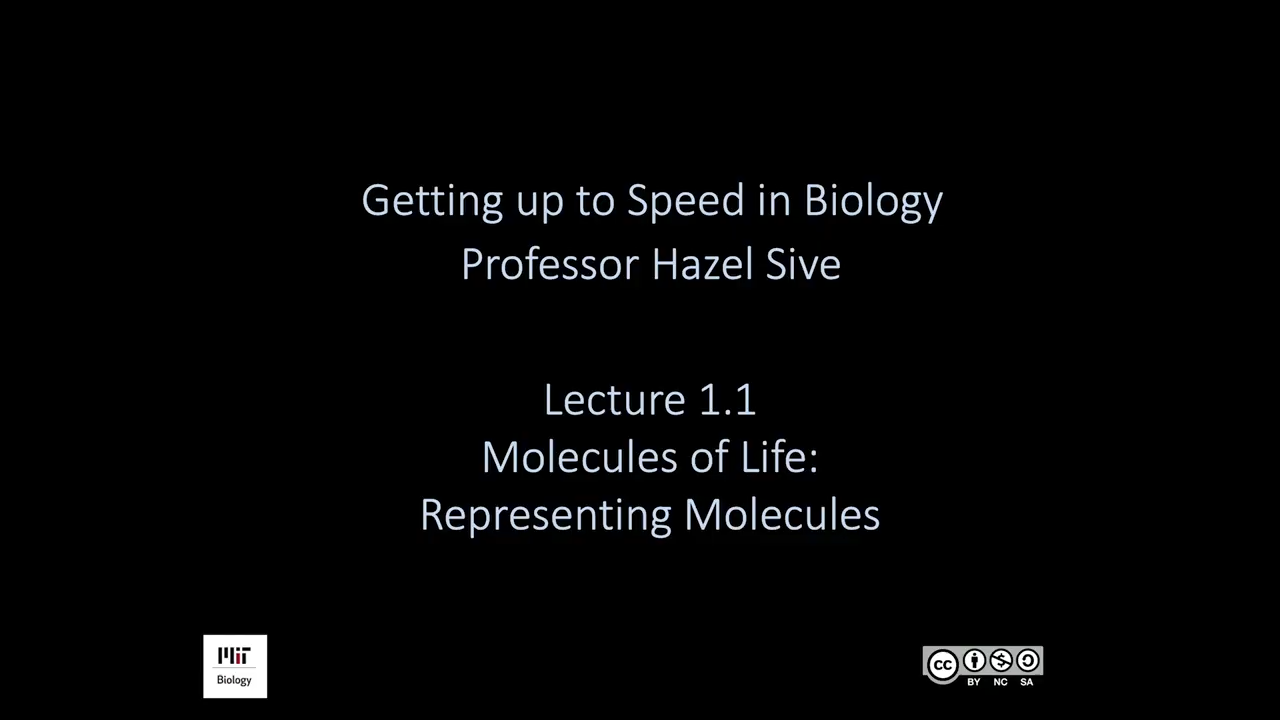 Getting up to Speed in Biology
Professor Hazel Sive
Lecture 1.1
Molecules of Life:
Representing Molecules
MIT
Biology
cc
BY NC SA